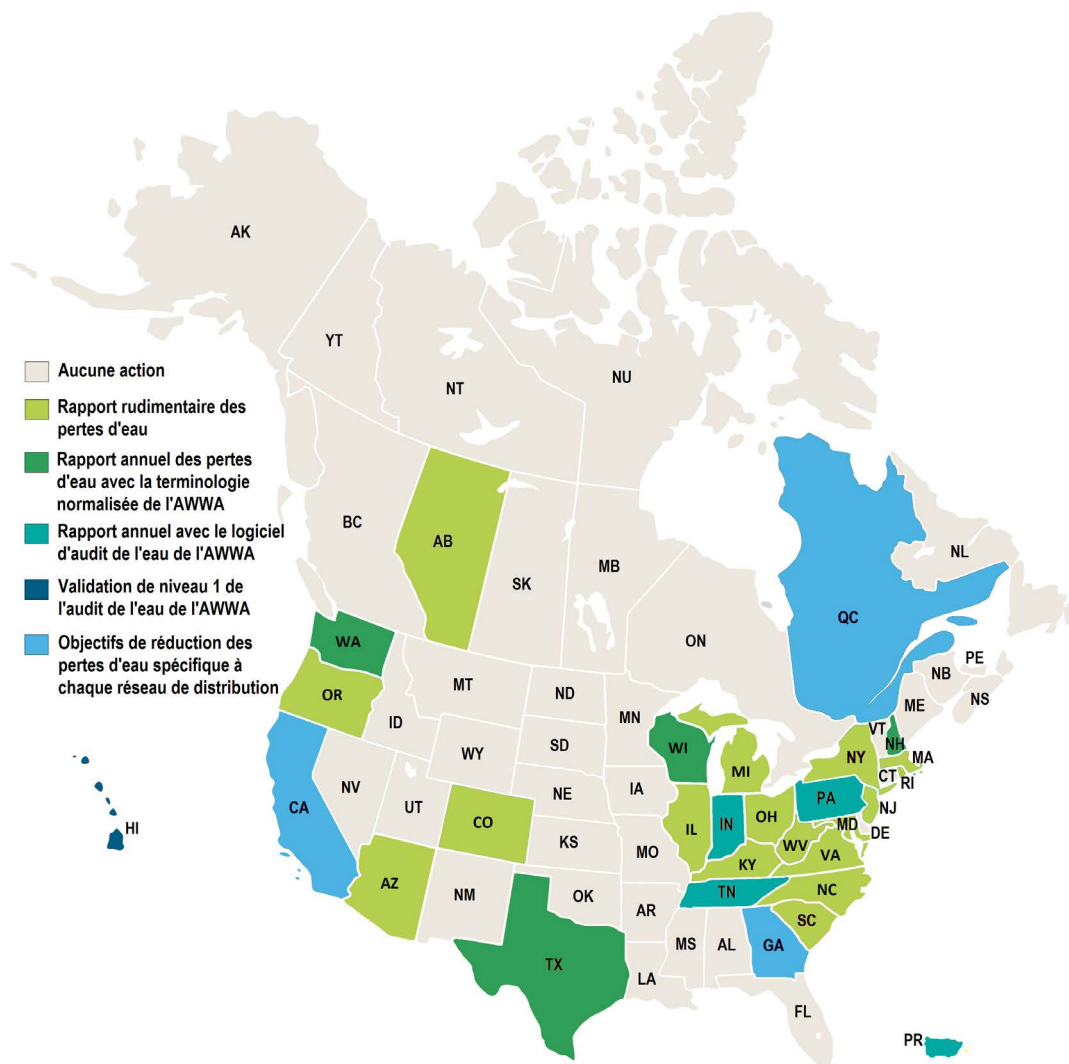 AK
YT
NT
NU
Aucune action
Rapport rudimentaire des
pertes d'eau
Rapport annuel des pertes
d'eau avec la terminologie
normalisée de l'AWWA
Rapport annuel avec le logiciel
d'audit de l'eau de l'AWWA
Validation de niveau 1 de
l'audit de l'eau de l'AWWA
Objectifs de réduction des
pertes d'eau spécifique à
chaque réseau de distribution
BC
AB
SK
MB
ON
QC
NL
PE
NB
NS
ME
WA
OR
MT
ID
ND
MN
SD
WY
WI
MI
VT
NH
NY
MA
CT
RI
CA
NV
UT
CO
NE
IA
IL
IN
OH
PA
NJ
MD
DE
WV
VA
KS
MO
KY
HI
AZ
NM
OK
AR
TN
NC
SC
TX
LA
MS
AL
GA
FL
PR